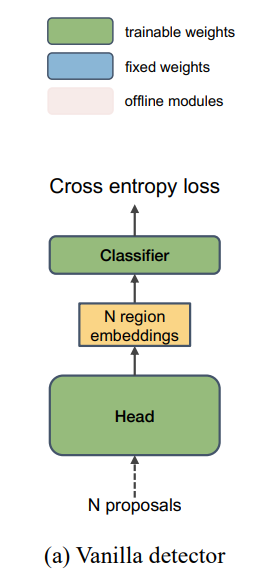 trainable weights
fixed weights
offline modules
Cross entropy loss
Classifier
N region
embeddings
Head
N proposals
(a) Vanilla detector